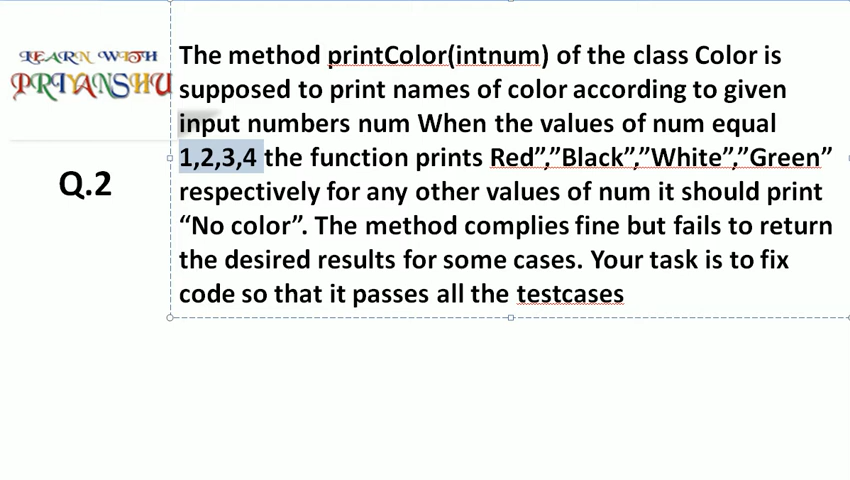 LEARN WITH
PRIYANSHU
Q.2
The method printColor(intnum) of the class Color is
supposed to print names of color according to given
input numbers num When the values of num equal
1,2,3,4 the function prints Red”,”Black”,”White”,”Green”
respectively for any other values of num it should print
“No color”. The method complies fine but fails to return
the desired results for some cases. Your task is to fix
code so that it passes all the testcases